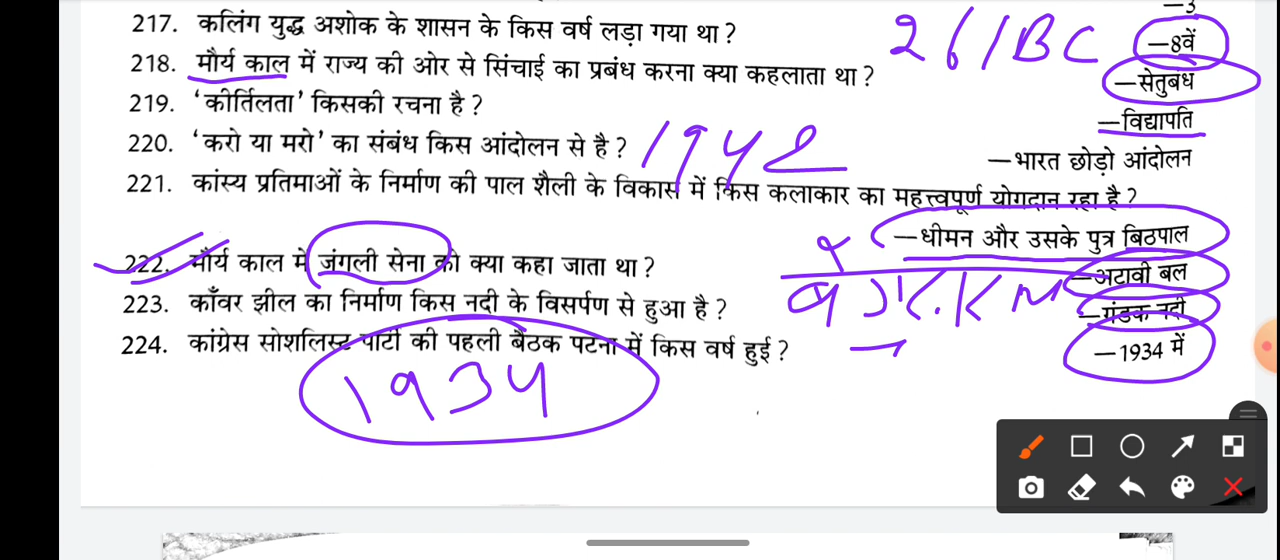 —3
217. कलिंग युद्ध अशोक के शासन के किस वर्ष लड़ा गया था ? 261BC —8वें
218. मौर्य काल में राज्य की ओर से सिंचाई का प्रबंध करना क्या कहलाता था ? —सेतुबंध
219. ‘कीर्तिलता’ किसकी रचना है ? —विद्यापति
220. ‘करो या मरो’ का संबंध किस आंदोलन से है ? 1942 —भारत छोड़ो आंदोलन
221. कांस्य प्रतिमाओं के निर्माण की पाल शैली के विकास में किस कलाकार का महत्त्वपूर्ण योगदान रहा है ?
—धीमन और उसके पुत्र बिठपाल
222. मौर्य काल में जंगली सेना को क्या कहा जाता था ? —अटावी बल
223. काँवर झील का निर्माण किस नदी के विसर्पण से हुआ है ? —गंडक नदी
224. कांग्रेस सोशलिस्ट पार्टी की पहली बैठक पटना में किस वर्ष हुई ? —1934 में
1934